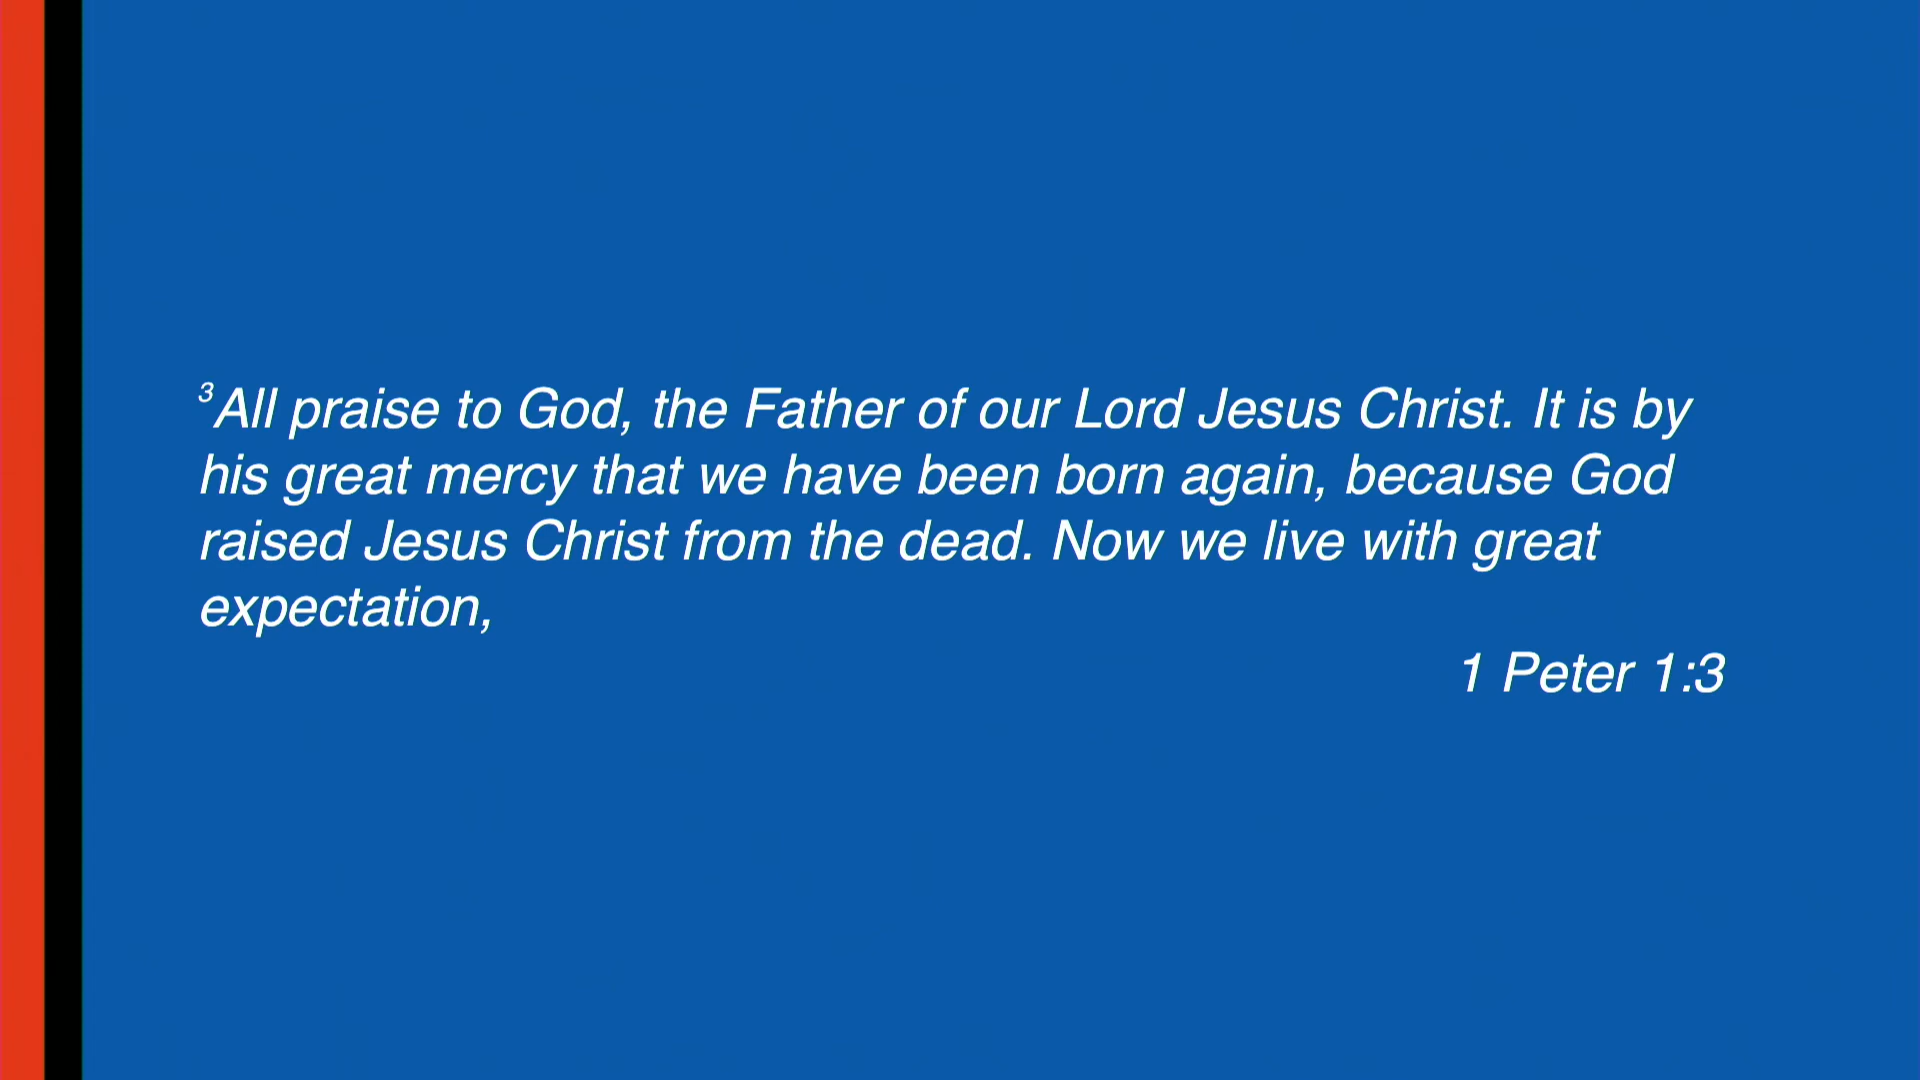 ³All praise to God, the Father of our Lord Jesus Christ. It is by
his great mercy that we have been born again, because God
raised Jesus Christ from the dead. Now we live with great
expectation,
1 Peter 1:3